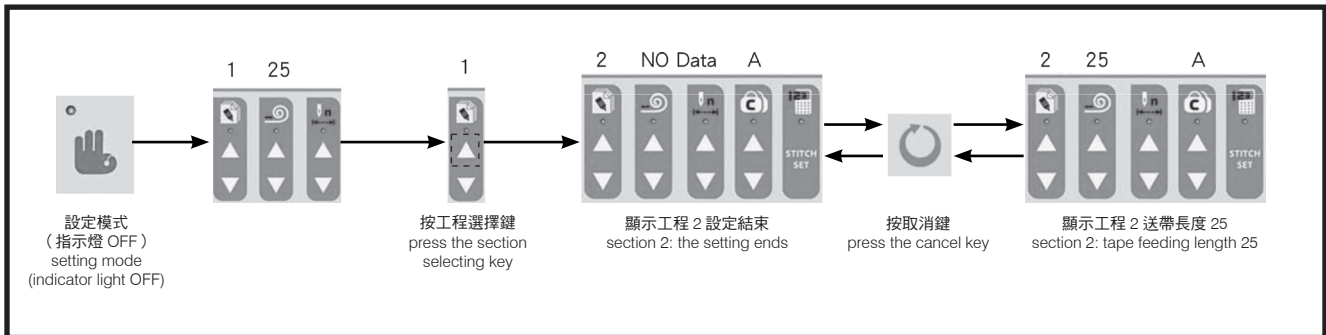 1 25
n
設定模式
（指示燈 OFF）
setting mode
(indicator light OFF)
1
按工程選擇鍵
press the section
selecting key
2 NO Data A
n
C
123
STITCH
SET
顯示工程 2 設定結束
section 2: the setting ends
按取消鍵
press the cancel key
2 25 A
n
C
123
STITCH
SET
顯示工程 2 送帶長度 25
section 2: tape feeding length 25